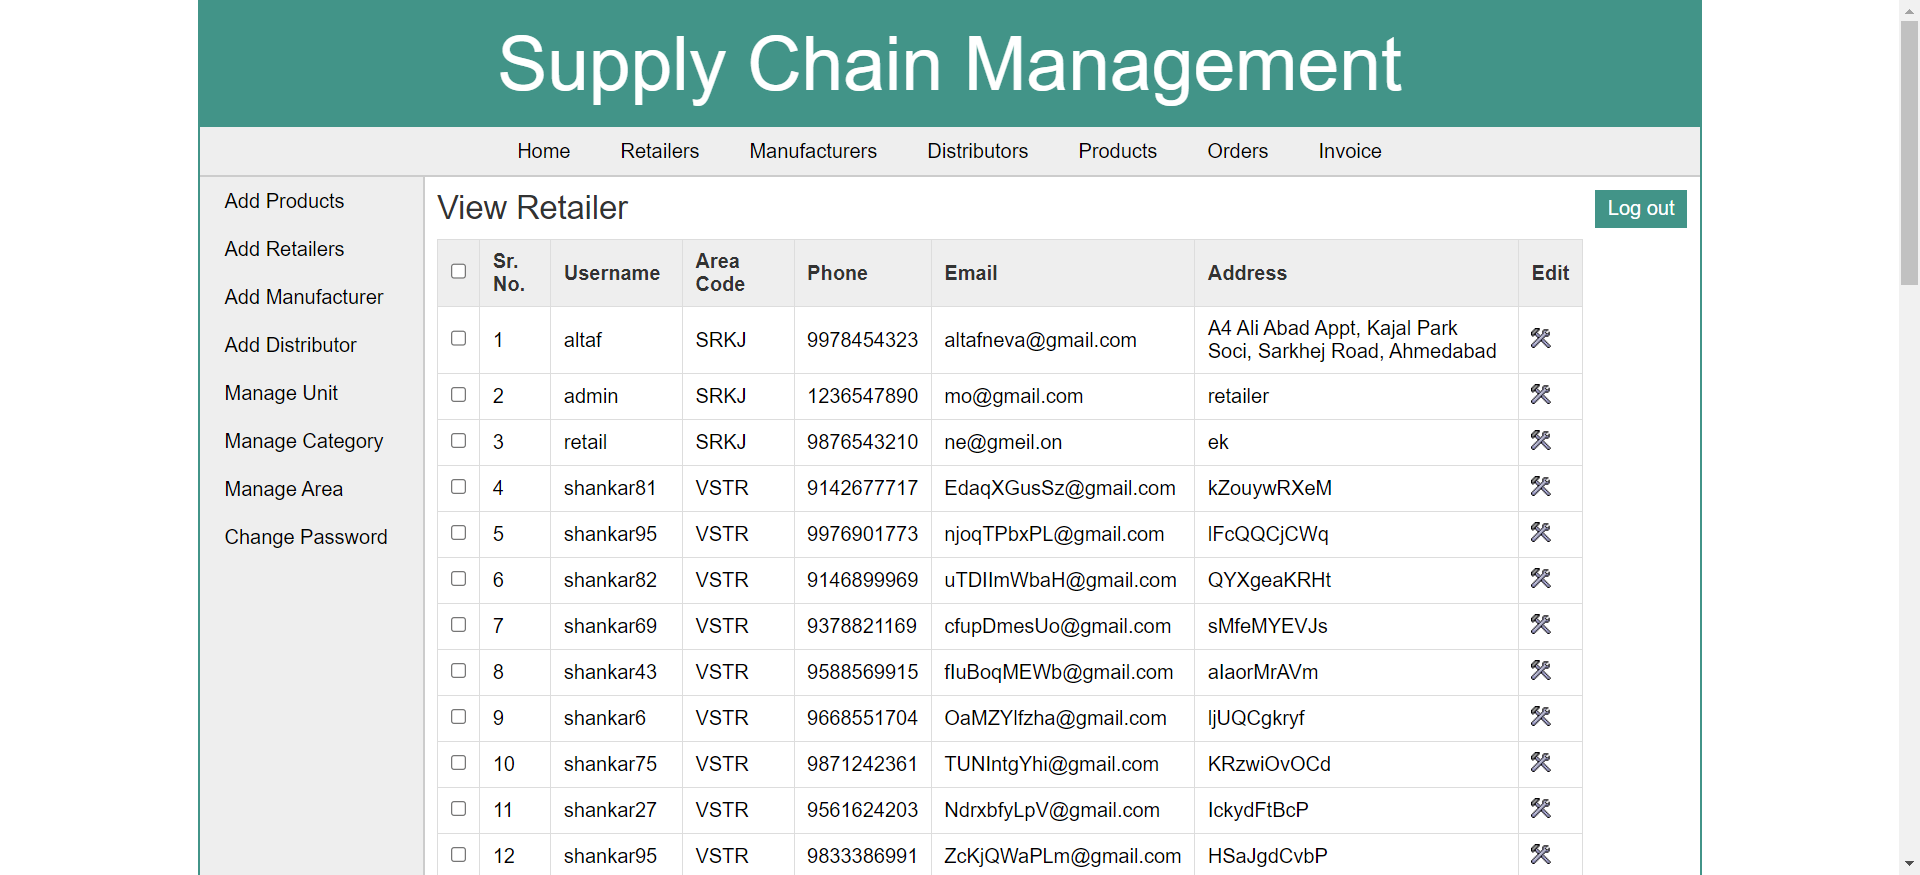 Supply Chain Management
Home Retailers Manufacturers Distributors Products Orders Invoice
Add Products
Add Retailers
Add Manufacturer
Add Distributor
Manage Unit
Manage Category
Manage Area
Change Password
View Retailer
Log out
Sr. No. Username Area Code Phone Email Address Edit
1 altaf SRKJ 9978454323 altafneva@gmail.com A4 Ali Abad Appt, Kajal Park
Soci, Sarkhej Road, Ahmedabad
2 admin SRKJ 1236547890 mo@gmail.com retailer
3 retail SRKJ 9876543210 ne@gmeil.on ek
4 shankar81 VSTR 9142677717 EdaqXGusSz@gmail.com kZouywRXeM
5 shankar95 VSTR 9976901773 njoqTPbxPL@gmail.com lFcQQCjCWq
6 shankar82 VSTR 9146899969 uTDIImWbaH@gmail.com QYXgeaKRHt
7 shankar69 VSTR 9378821169 cfupDmesUo@gmail.com sMfeMYEVJs
8 shankar43 VSTR 9588569915 fIuBoqMEWb@gmail.com alaorMrAVm
9 shankar6 VSTR 9668551704 OaMZYlfzha@gmail.com ljUQCgkryf
10 shankar75 VSTR 9871242361 TUNIntgYhi@gmail.com KRzwiOvOCd
11 shankar27 VSTR 9561624203 NdrxbfyLpV@gmail.com IckydFtBcP
12 shankar95 VSTR 9833386991 ZcKjQWaPLm@gmail.com HSaJgdCvbP